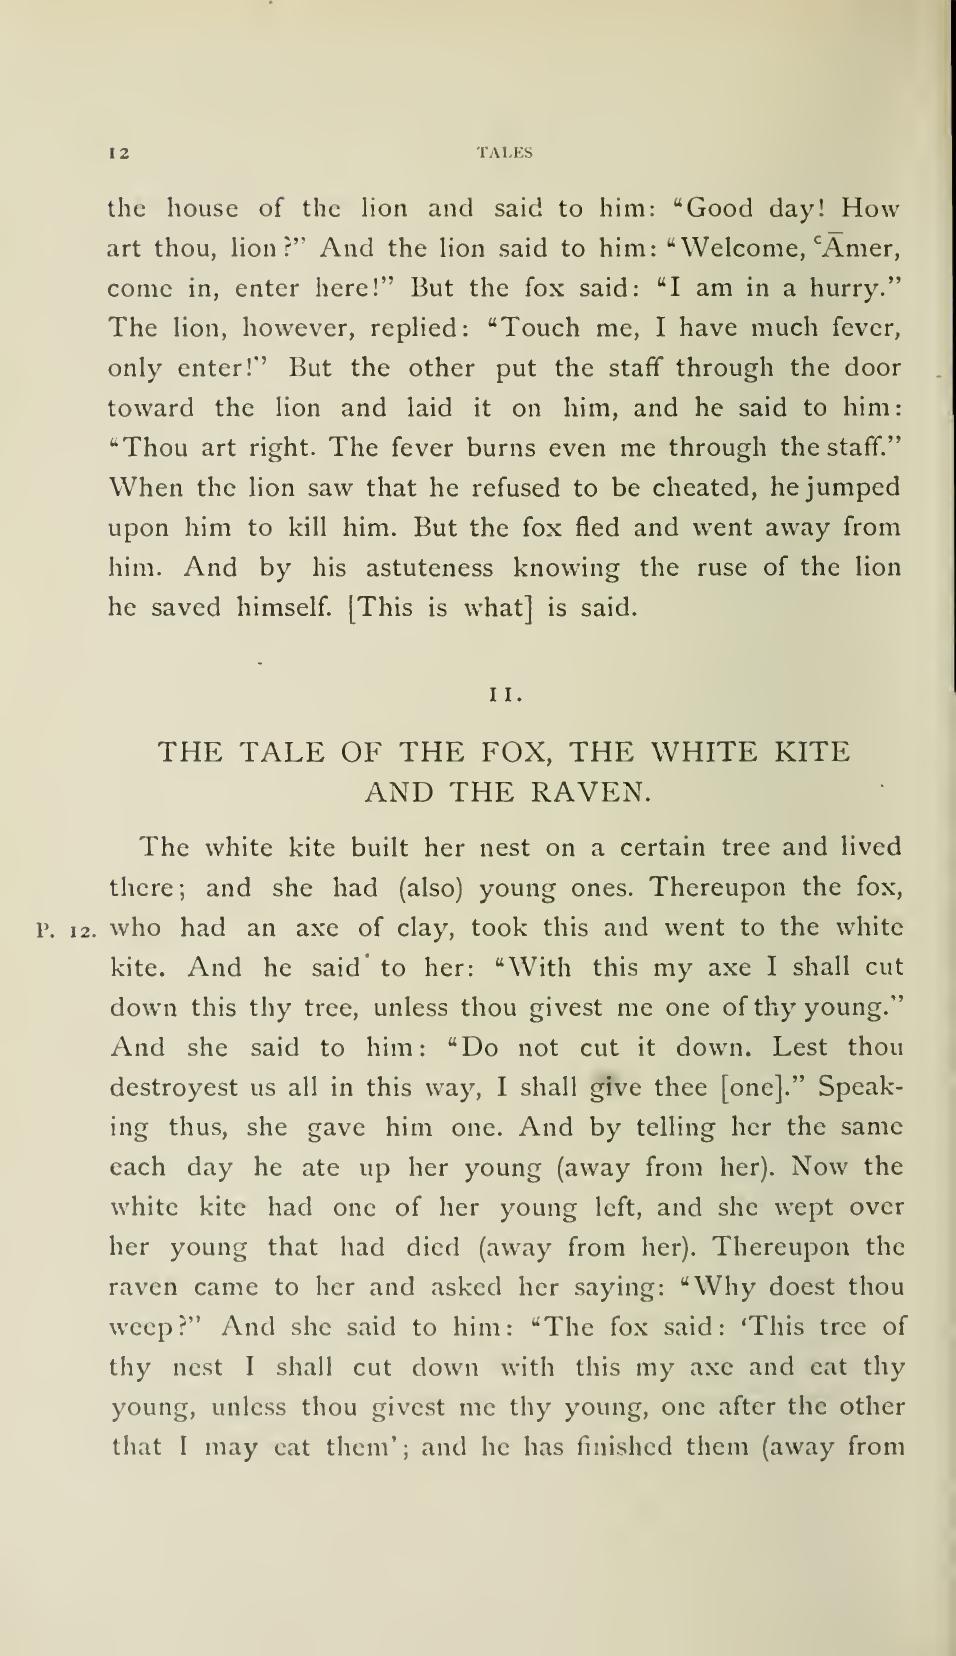 12 TALES
the house of the lion and said to him: “Good day! How
art thou, lion?” And the lion said to him: “Welcome, ʿĀmer,
come in, enter here!” But the fox said: “I am in a hurry.”
The lion, however, replied: “Touch me, I have much fever,
only enter!” But the other put the staff through the door
toward the lion and laid it on him, and he said to him:
“Thou art right. The fever burns even me through the staff.”
When the lion saw that he refused to be cheated, he jumped
upon him to kill him. But the fox fled and went away from
him. And by his astuteness knowing the ruse of the lion
he saved himself. [This is what] is said.
11.
THE TALE OF THE FOX, THE WHITE KITE
AND THE RAVEN.
The white kite built her nest on a certain tree and lived
there; and she had (also) young ones. Thereupon the fox,
P. 12. who had an axe of clay, took this and went to the white
kite. And he said to her: “With this my axe I shall cut
down this thy tree, unless thou givest me one of thy young.”
And she said to him: “Do not cut it down. Lest thou
destroyest us all in this way, I shall give thee [one].” Speak-
ing thus, she gave him one. And by telling her the same
each day he ate up her young (away from her). Now the
white kite had one of her young left, and she wept over
her young that had died (away from her). Thereupon the
raven came to her and asked her saying: “Why doest thou
weep?” And she said to him: “The fox said: ‘This tree of
thy nest I shall cut down with this my axe and eat thy
young, unless thou givest me thy young, one after the other
that I may eat them’; and he has finished them (away from